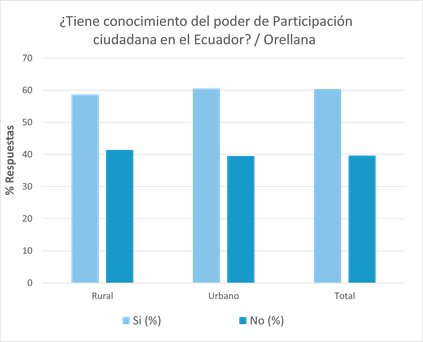 ¿Tiene conocimiento del poder de Participación
ciudadana en el Ecuador? / Orellana
% Respuestas
70
60
50
40
30
20
10
0
Rural
Urbano
Total
Si (%)
No (%)